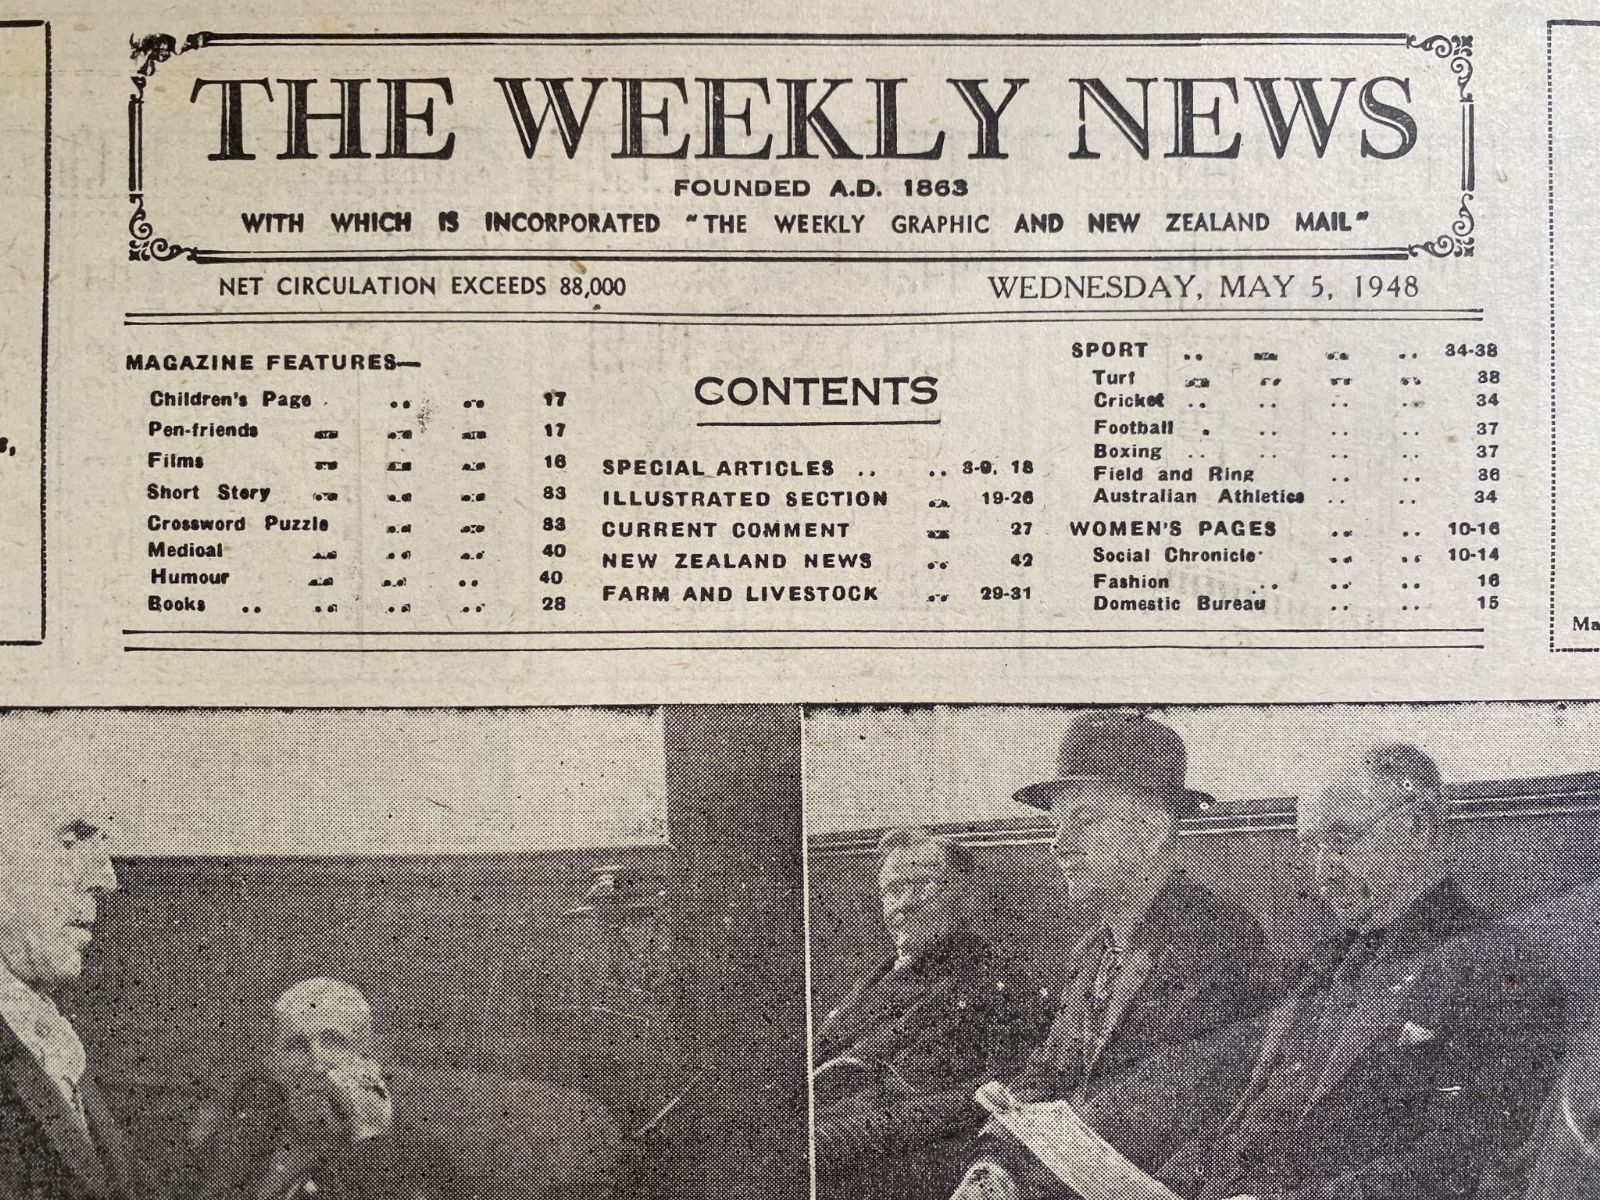 THE WEEKLY NEWS
FOUNDED A.D. 1863
WITH WHICH IS INCORPORATED "THE WEEKLY GRAPHIC AND NEW ZEALAND MAIL"
NET CIRCULATION EXCEEDS 88,000
WEDNESDAY, MAY 5, 1948
MAGAZINE FEATURES—
Children's Page .. .. 17
Pen-friends .. .. .. 17
Films .. .. .. 16
Short Story .. .. .. 83
Crossword Puzzle .. .. 83
Medical .. .. .. 40
Humour .. .. .. 40
Books .. .. .. .. 28
CONTENTS
SPECIAL ARTICLES .. .. 3-9, 18
ILLUSTRATED SECTION .. 19-26
CURRENT COMMENT .. 27
NEW ZEALAND NEWS .. 42
FARM AND LIVESTOCK .. 29-31
SPORT .. .. .. .. 34-38
Turf .. .. .. .. 38
Cricket .. .. .. .. 34
Football .. .. .. .. 37
Boxing .. .. .. .. 37
Field and Ring .. .. 36
Australian Athletics .. .. 34
WOMEN'S PAGES .. .. 10-16
Social Chronicle .. .. 10-14
Fashion .. .. .. 16
Domestic Bureau .. .. 15